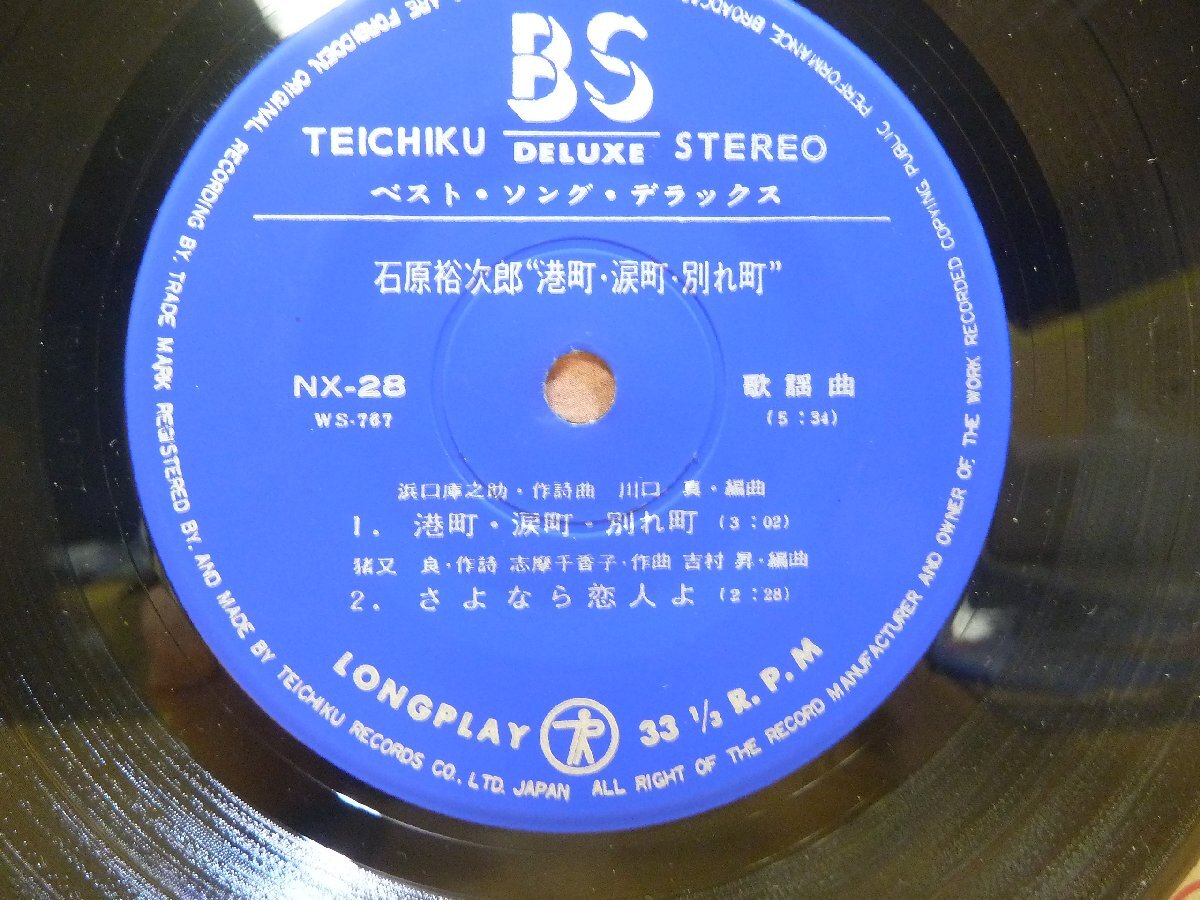 BS
TEICHIKU DELUXE STEREO
ベスト・ソング・デラックス
石原裕次郎“港町・涙町・別れ町”
NX-28 歌謡曲
WS-767 (5:34)
浜口庫之助・作詩曲 川口 真・編曲
1. 港町・涙町・別れ町 (3:02)
猪又 良・作詩 志摩千香子・作曲 吉村 昇・編曲
2. さよなら恋人よ (2:28)
LONGPLAY 33 1/3 R.P.M
ALL RIGHT OF THE RECORD MANUFACTURER AND OWNER OF THE WORK RECORDED COPYING PUBLIC PERFORMANCE, BROADCAS
ARE FORBIDDEN ORIGINAL RECORDING BY, TRADE MARK REGISTERED BY, AND MADE BY TEICHIKU RECORDS CO., LTD. JAPAN